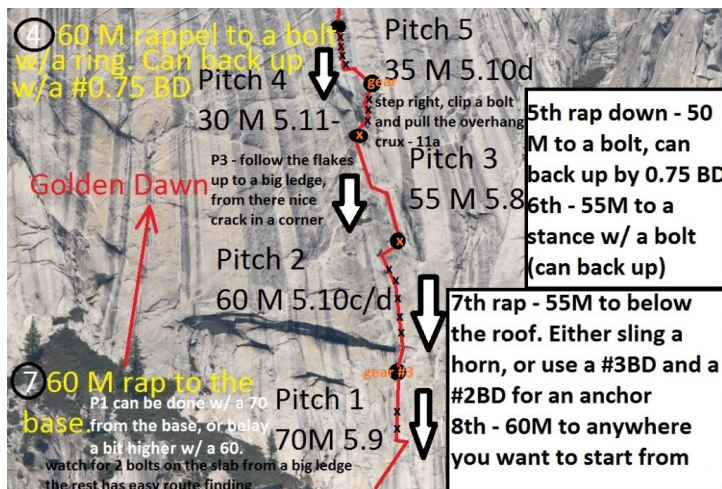 4 60 M rappel to a bolt
w/a ring. Can back up
w/a #0.75 BD
Pitch 5
35 M 5.10d
gear
Pitch 4
30 M 5.11-
step right, clip a bolt
and pull the overhang
crux - 11a
x
5th rap down - 50
M to a bolt, can
back up by 0.75 BD
6th - 55M to a
stance w/ a bolt
(can back up)
P3 - follow the flakes
up to a big ledge,
from there nice
crack in a corner
Pitch 3
55 M 5.8
Golden Dawn
x
Pitch 2
60 M 5.10c/d
7th rap - 55M to below
the roof. Either sling a
horn, or use a #3BD and a
#2BD for an anchor
8th - 60M to anywhere
you want to start from
gear #3
7 60 M rap to the
base.
P1 can be done w/ a 70
from the base, or belay
a bit higher w/ a 60.
Pitch 1
70M 5.9
watch for 2 bolts on the slab from a big ledge
the rest has easy route finding